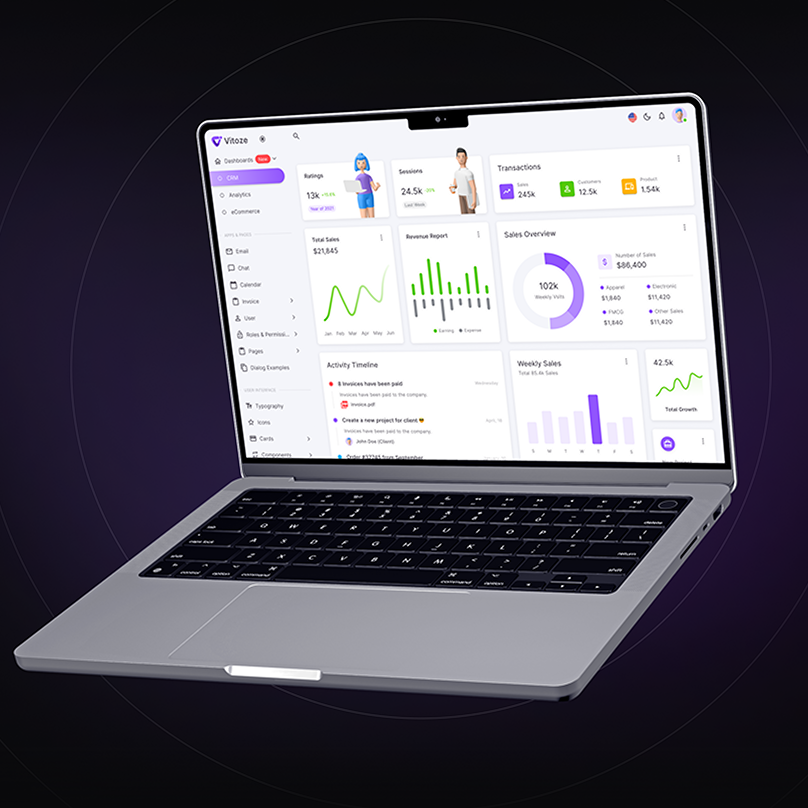 Vitoze
Dashboards New
CRM
Analytics
eCommerce
APPS & PAGES
Email
Chat
Calendar
Invoice
User
Roles & Permissi...
Pages
Dialog Examples
USER INTERFACE
Typography
Icons
Cards
Components
Ratings
13k
Year of 2021
Sessions
24.5k
Last Week
Transactions
Sales
245k
Customers
12.5k
Product
1.54k
Total Sales
$21,845
Jan Feb Mar Apr May Jun
Revenue Report
Earning Expense
Sales Overview
102k
Weekly Visits
Number of Sales
$86,400
Apparel
$1,840
Electronic
$11,420
FMCG
$1,840
Other Sales
$11,420
Activity Timeline
8 Invoices have been paid
Wednesday
Invoices have been paid to the company.
invoice.pdf
Create a new project for client 😎
April, 18
Invoices have been paid to the company.
John Doe (Client)
Order #37745 from September
Weekly Sales
Total 85.4k Sales
S M T W T F S
42.5k
Total Growth
esc
delete
tab Q W E R T Y U I O P
caps lock A S D F G H J K L
return
shift Z X C V B N M
shift
control option command
command option